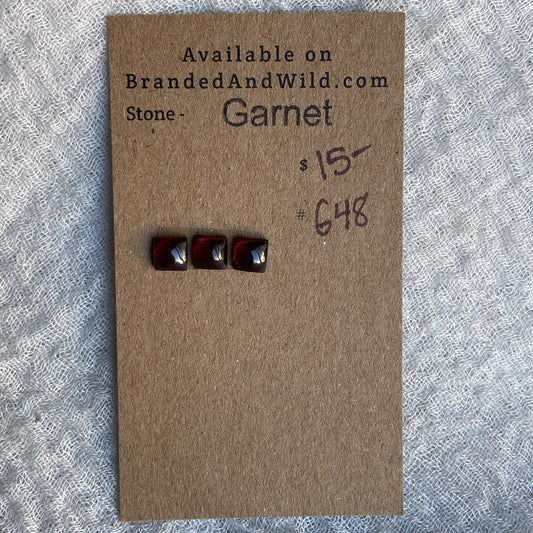 Available on
BrandedAndWild.com
Stone - Garnet
$ 15-
# 648